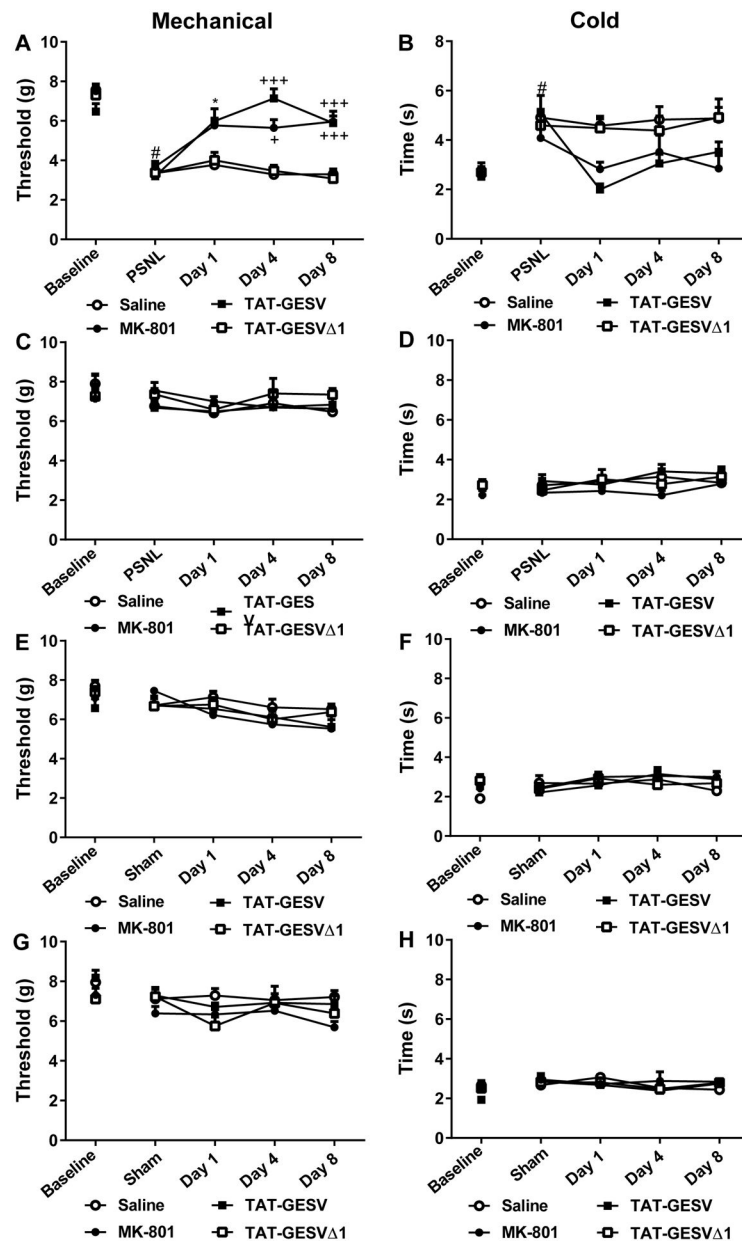 Mechanical Cold
A
Threshold (g)
10
8
6
4
2
0
#
*
+++
+
+++
+++
Baseline PSNL Day 1 Day 4 Day 8
Saline TAT-GESV
MK-801 TAT-GESVΔ1
B
Time (s)
8
6
4
2
0
#
Baseline PSNL Day 1 Day 4 Day 8
Saline TAT-GESV
MK-801 TAT-GESVΔ1
C
Threshold (g)
10
8
6
4
2
0
Baseline PSNL Day 1 Day 4 Day 8
Saline TAT-GES
V
MK-801 TAT-GESVΔ1
D
Time (s)
10
8
6
4
2
0
Baseline PSNL Day 1 Day 4 Day 8
Saline TAT-GESV
MK-801 TAT-GESVΔ1
E
Threshold (g)
10
8
6
4
2
0
Baseline Sham Day 1 Day 4 Day 8
Saline TAT-GESV
MK-801 TAT-GESVΔ1
F
Time (s)
10
8
6
4
2
0
Baseline Sham Day 1 Day 4 Day 8
Saline TAT-GESV
MK-801 TAT-GESVΔ1
G
Threshold (g)
10
8
6
4
2
0
Baseline Sham Day 1 Day 4 Day 8
Saline TAT-GESV
MK-801 TAT-GESVΔ1
H
Time (s)
10
8
6
4
2
0
Baseline Sham Day 1 Day 4 Day 8
Saline TAT-GESV
MK-801 TAT-GESVΔ1